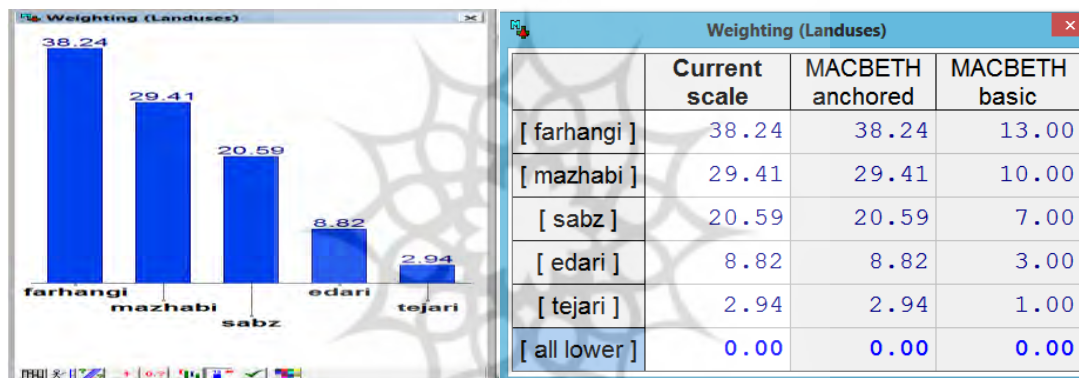 Weighting (Landuses)
38.24
29.41
20.59
8.82
2.94
farhangi
mazhabi
sabz
edari
tejari
Weighting (Landuses)
Current scale MACBETH anchored MACBETH basic
[ farhangi ] 38.24 38.24 13.00
[ mazhabi ] 29.41 29.41 10.00
[ sabz ] 20.59 20.59 7.00
[ edari ] 8.82 8.82 3.00
[ tejari ] 2.94 2.94 1.00
[ all lower ] 0.00 0.00 0.00